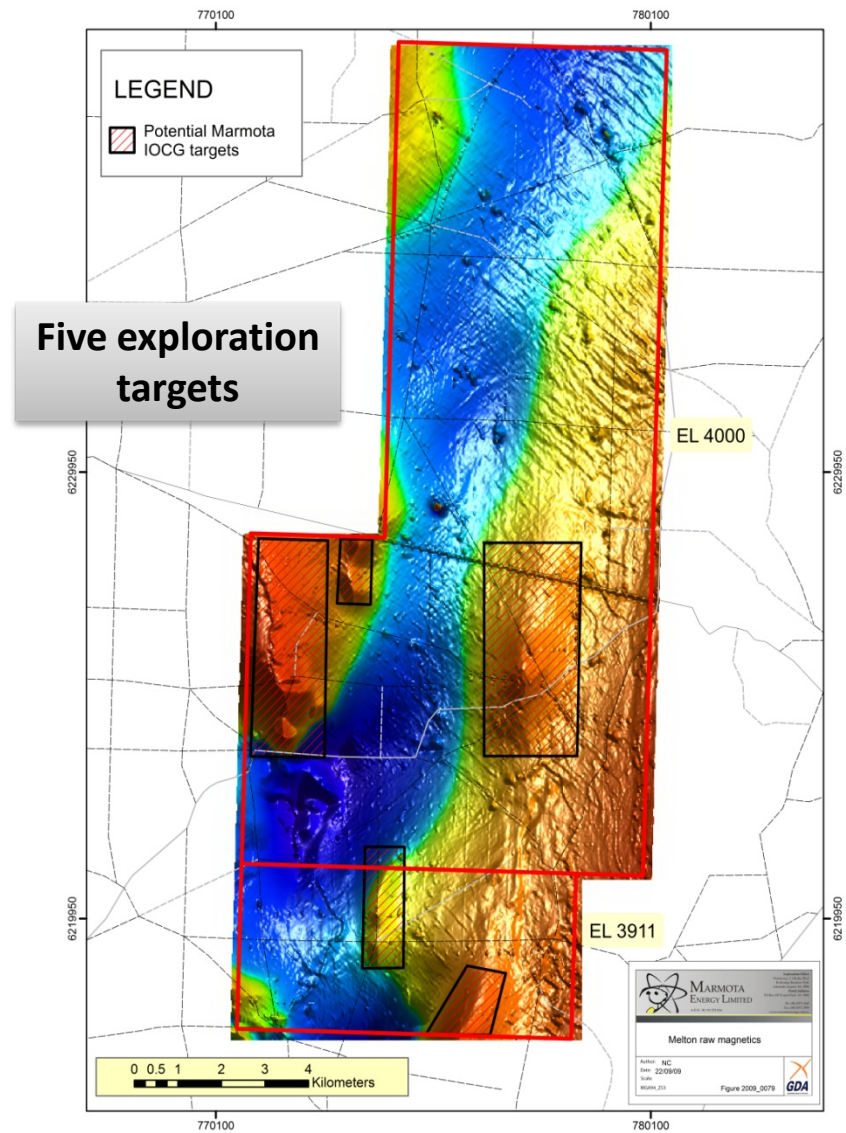 770100
780100
LEGEND
Potential Marmota
IOCG targets
Five exploration
targets
EL 4000
6229950
6229950
6219950
6219950
EL 3911
0 0.5 1 2 3 4
Kilometers
MARMOTA
ENERGY LIMITED
Melton raw magnetics
Author: NC
Date: 22/09/09
Scale:
MGA94_Z53
Figure 2009_0079
GDA
770100
780100